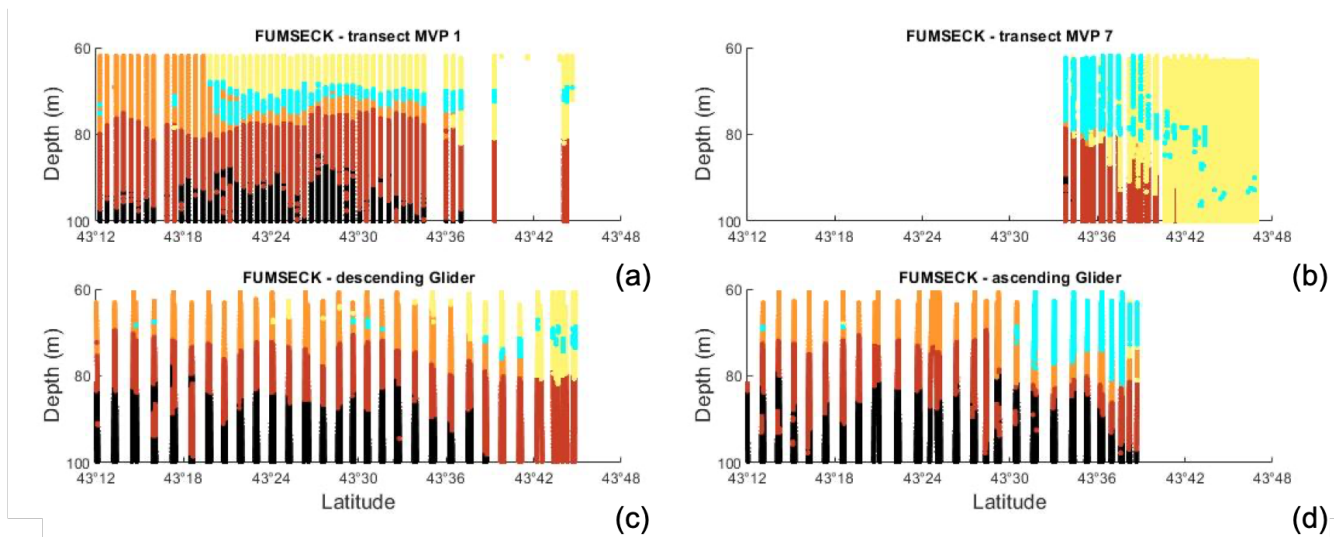 FUMSECK - transect MVP 1
60
80
100
Depth (m)
43°12 43°18 43°24 43°30 43°36 43°42 43°48
(a)
FUMSECK - transect MVP 7
60
80
100
Depth (m)
43°12 43°18 43°24 43°30 43°36 43°42 43°48
(b)
FUMSECK - descending Glider
60
80
100
Depth (m)
43°12 43°18 43°24 43°30 43°36 43°42 43°48
Latitude
(c)
FUMSECK - ascending Glider
60
80
100
Depth (m)
43°12 43°18 43°24 43°30 43°36 43°42 43°48
Latitude
(d)